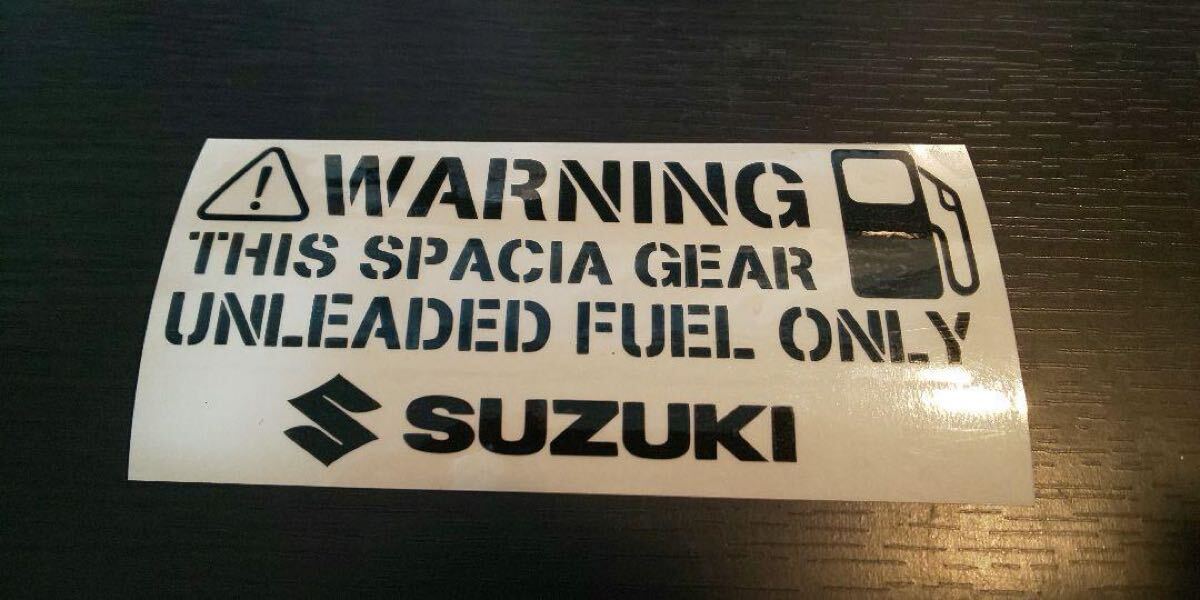 WARNING
THIS SPACIA GEAR
UNLEADED FUEL ONLY
SUZUKI